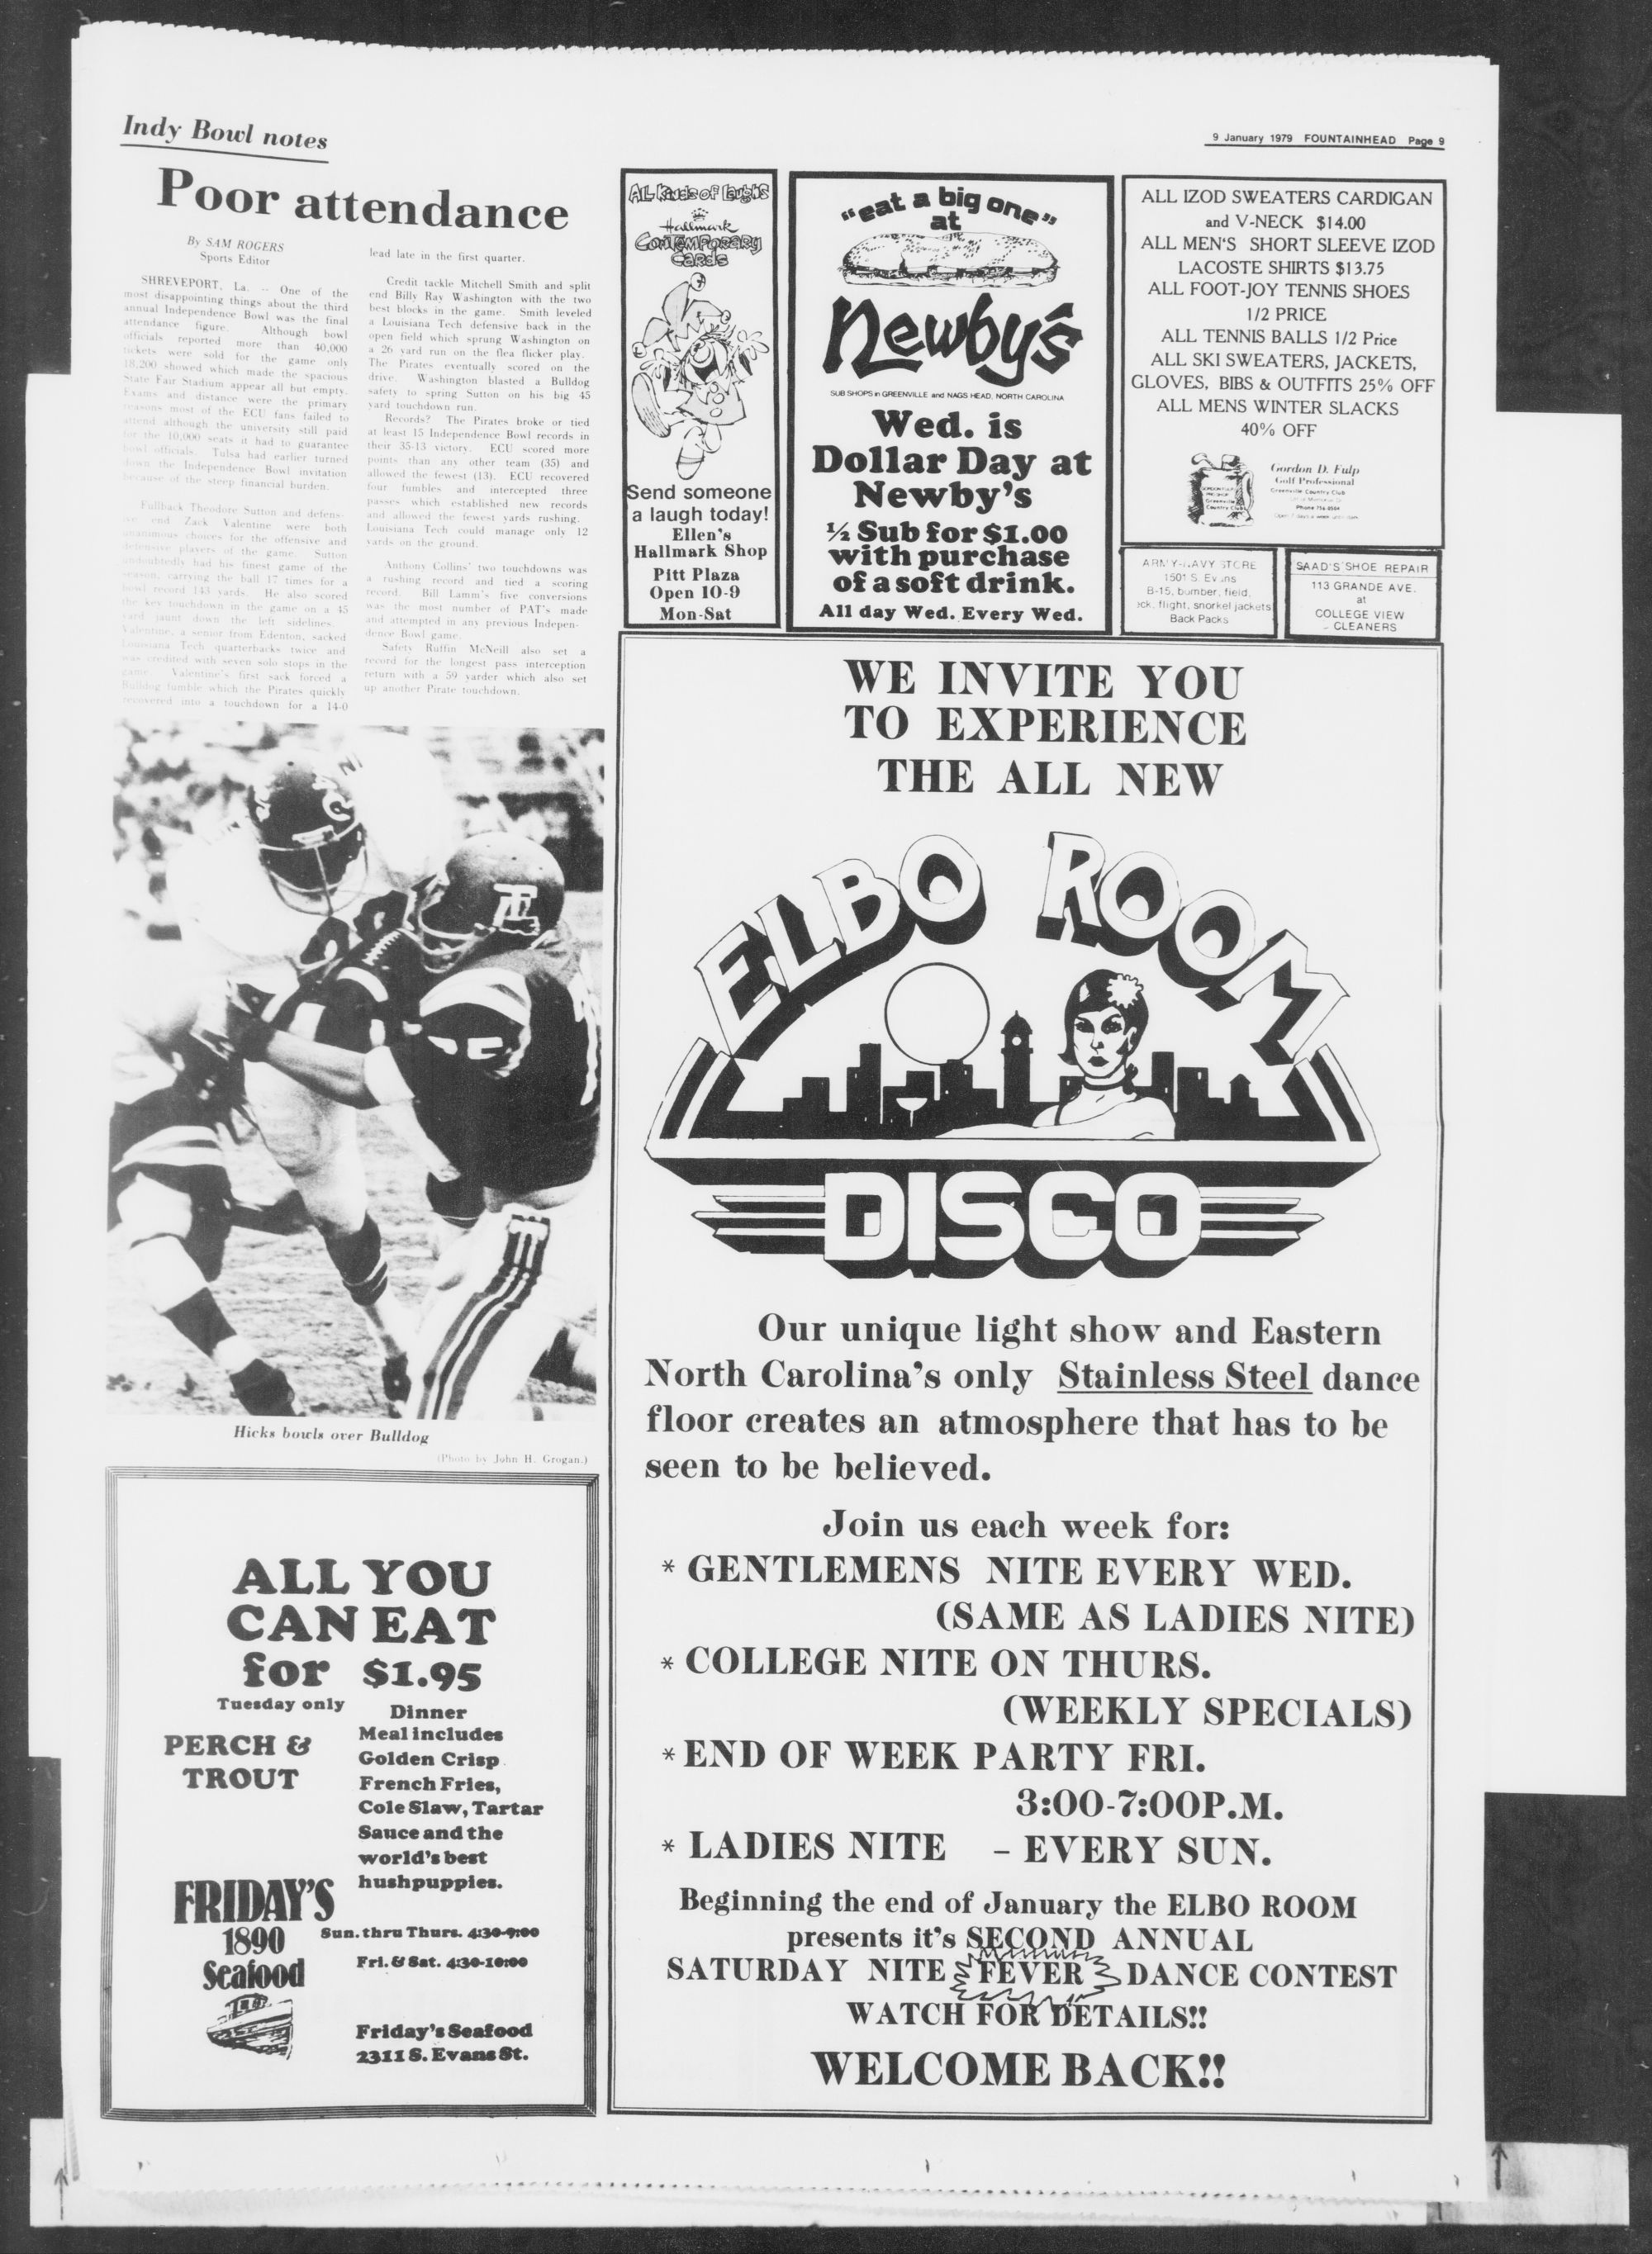 Indy Bowl notes
9 January 1979 FOUNTAINHEAD Page 9
Poor attendance
By SAM ROGERS
Sports Editor
SHREVEPORT, La. -- One of the
most disappointing things about the third
annual Independence Bowl was the final
attendance figure. Although bowl
officials reported more than 40,000
tickets were sold for the game only
18,200 showed which made the spacious
State Fair Stadium appear all but empty.
Exams and distance were the primary
reasons most of the ECU fans failed to
attend although the university still paid
for the 10,000 seats it had to guarantee
bowl officials. Tulsa had earlier turned
down the Independence Bowl invitation
because of the steep financial burden.
Fullback Theodore Sutton and defens-
ive end Zack Valentine were both
unanimous choices for the offensive and
defensive players of the game. Sutton
undoubtedly had his finest game of the
season, carrying the ball 17 times for a
bowl record 143 yards. He also scored
the key touchdown in the game on a 45
yard jaunt down the left sidelines.
Valentine, a senior from Edenton, sacked
Louisiana Tech quarterbacks twice and
was credited with seven solo stops in the
game. Valentine's first sack forced a
Bulldog fumble which the Pirates quickly
recovered into a touchdown for a 14-0
lead late in the first quarter.
Credit tackle Mitchell Smith and split
end Billy Ray Washington with the two
best blocks in the game. Smith leveled
a Louisiana Tech defensive back in the
open field which sprung Washington on
a 26 yard run on the flea flicker play.
The Pirates eventually scored on the
drive. Washington blasted a Bulldog
safety to spring Sutton on his big 45
yard touchdown run.
Records? The Pirates broke or tied
at least 15 Independence Bowl records in
their 35-13 victory. ECU scored more
points than any other team (35) and
allowed the fewest (13). ECU recovered
four fumbles and intercepted three
passes which established new records
and allowed the fewest yards rushing.
Louisiana Tech could manage only 12
yards on the ground.
Anthony Collins' two touchdowns was
a rushing record and tied a scoring
record. Bill Lamm's five conversions
was the most number of PAT's made
and attempted in any previous Indepen-
dence Bowl game.
Safety Ruffin McNeill also set a
record for the longest pass interception
return with a 59 yarder which also set
up another Pirate touchdown.
Hicks bowls over Bulldog
(Photo by John H. Grogan.)
ALL YOU
CAN EAT
for $1.95
Tuesday only
PERCH &
TROUT
Dinner
Meal includes
Golden Crisp
French Fries,
Cole Slaw, Tartar
Sauce and the
world's best
hushpuppies.
FRIDAY'S
1890
Seafood
Sun. thru Thurs. 4:30-9:00
Fri. & Sat. 4:30-10:00
Friday's Seafood
2311 S. Evans St.
ALL Kinds of laughs
Hallmark
Contemporary
Cards
Send someone
a laugh today!
Ellen's
Hallmark Shop
Pitt Plaza
Open 10-9
Mon-Sat
"eat a big one"
at
Newby's
SUB SHOPS in GREENVILLE and NAGS HEAD, NORTH CAROLINA
Wed. is
Dollar Day at
Newby's
½ Sub for $1.00
with purchase
of a soft drink.
All day Wed. Every Wed.
ALL IZOD SWEATERS CARDIGAN
and V-NECK $14.00
ALL MEN'S SHORT SLEEVE IZOD
LACOSTE SHIRTS $13.75
ALL FOOT-JOY TENNIS SHOES
1/2 PRICE
ALL TENNIS BALLS 1/2 Price
ALL SKI SWEATERS, JACKETS,
GLOVES, BIBS & OUTFITS 25% OFF
ALL MENS WINTER SLACKS
40% OFF
Gordon D. Fulp
Golf Professional
Greenville Country Club
Phone 756-0504
ARMY-NAVY STORE
1501 S. Evans
B-15, bomber, field,
deck, flight, snorkel jackets
Back Packs
SAAD'S SHOE REPAIR
113 GRANDE AVE.
at
COLLEGE VIEW
CLEANERS
WE INVITE YOU
TO EXPERIENCE
THE ALL NEW
ELBO ROOM
DISCO
Our unique light show and Eastern
North Carolina's only Stainless Steel dance
floor creates an atmosphere that has to be
seen to be believed.
Join us each week for:
* GENTLEMENS NITE EVERY WED.
(SAME AS LADIES NITE)
* COLLEGE NITE ON THURS.
(WEEKLY SPECIALS)
* END OF WEEK PARTY FRI.
3:00-7:00P.M.
* LADIES NITE - EVERY SUN.
Beginning the end of January the ELBO ROOM
presents it's SECOND ANNUAL
SATURDAY NITE FEVER DANCE CONTEST
WATCH FOR DETAILS!!
WELCOME BACK!!